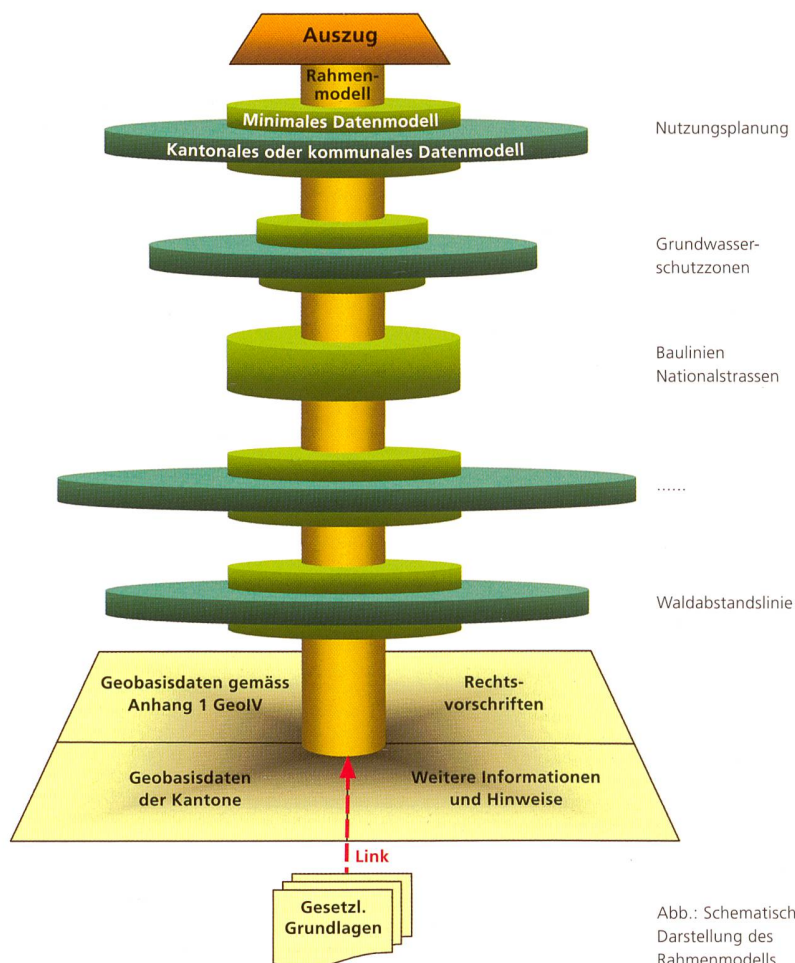 Auszug
Rahmen-
modell
Minimales Datenmodell
Kantonales oder kommunales Datenmodell
Nutzungsplanung
Grundwasser-
schutzzonen
Baulinien
Nationalstrassen
......
Waldabstandslinie
Geobasisdaten gemäss
Anhang 1 GeoIV
Rechts-
vorschriften
Geobasisdaten
der Kantone
Weitere Informationen
und Hinweise
Link
Gesetzl.
Grundlagen
Abb.: Schematisch
Darstellung des
Rahmenmodells